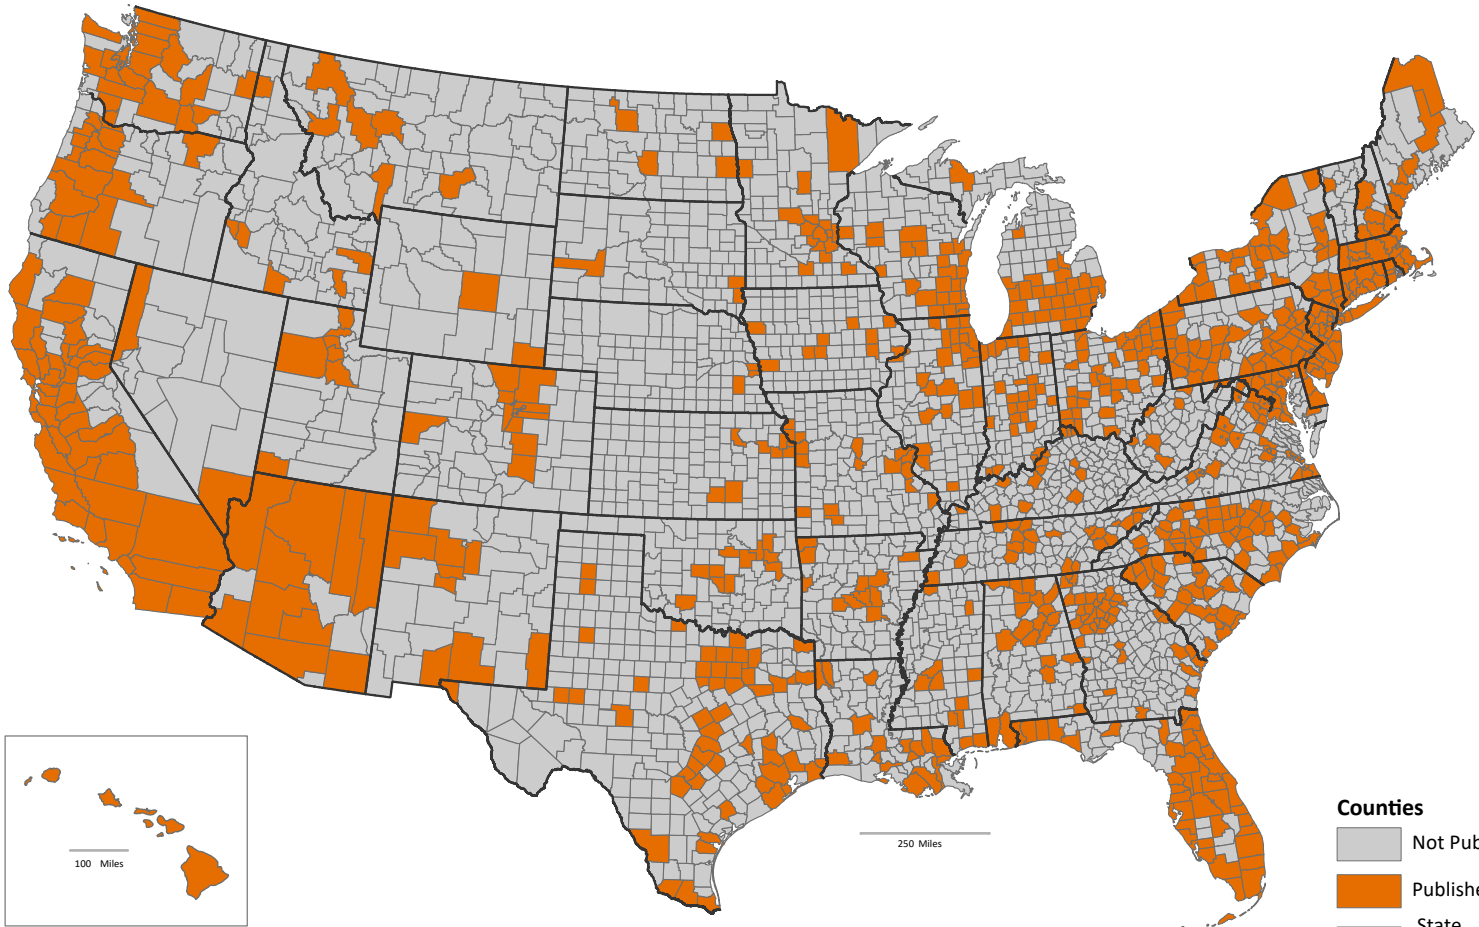 Counties
Not Pub
Publishe
State
250 Miles
100 Miles